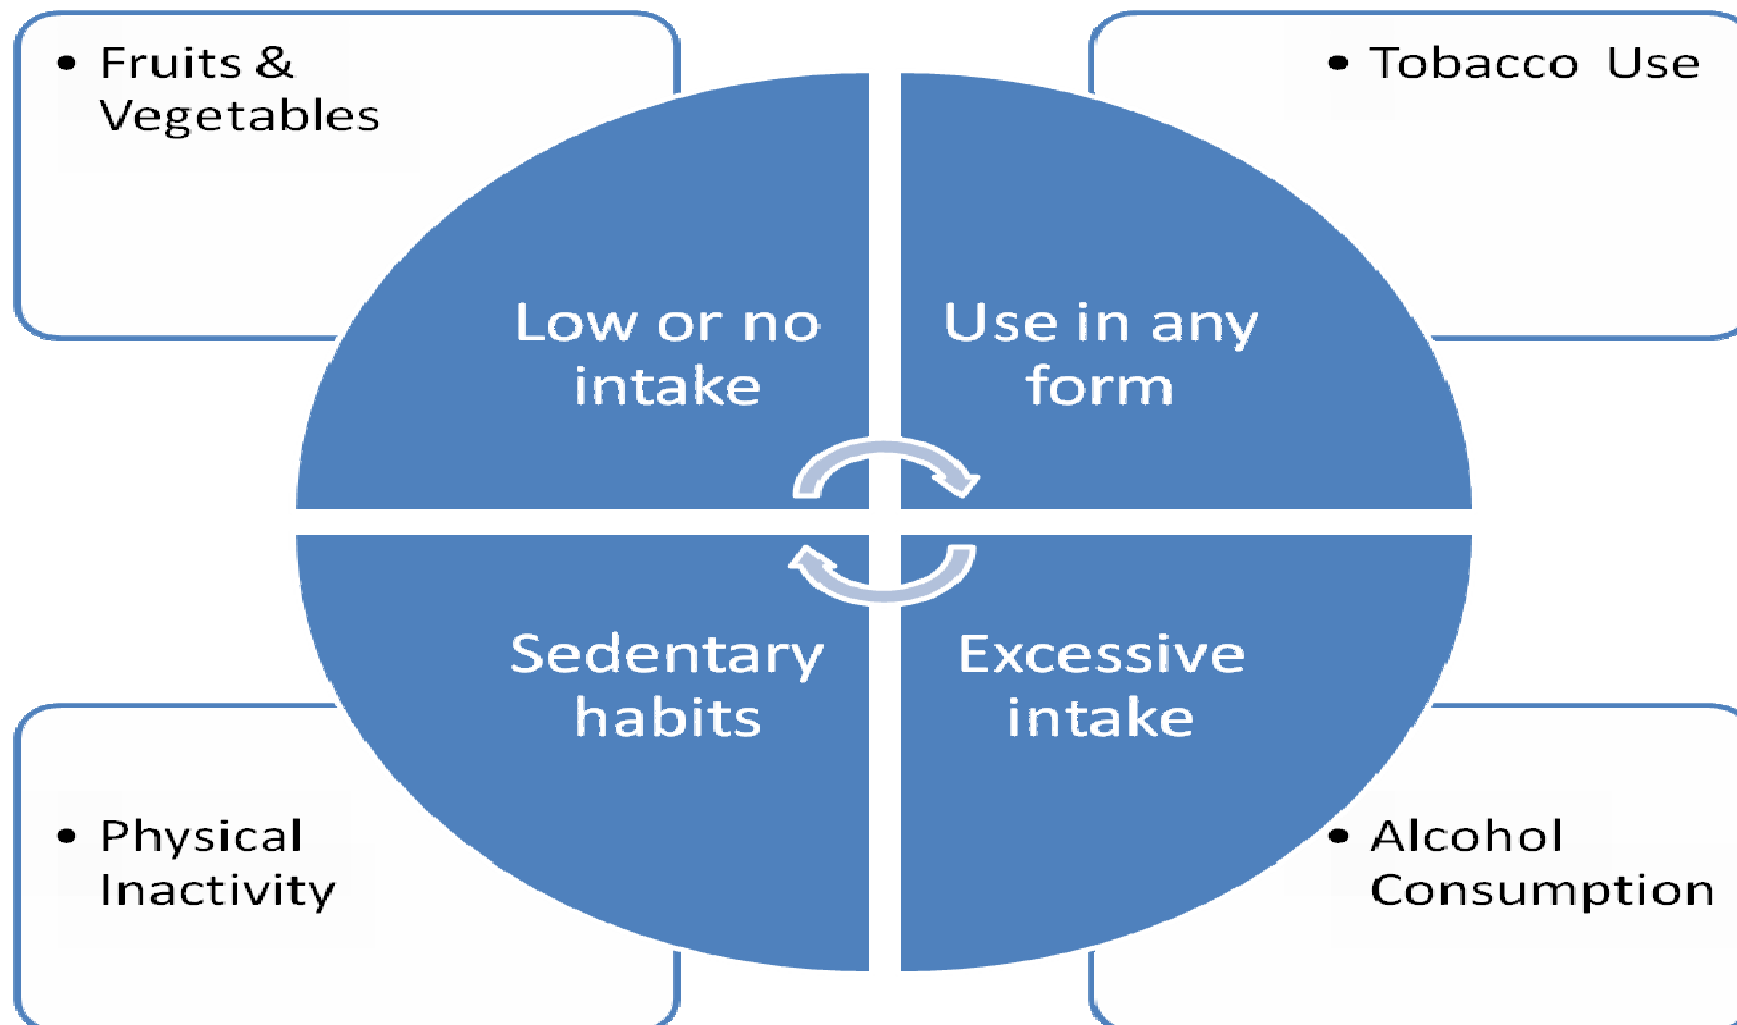 • Fruits &
Vegetables
• Tobacco Use
Low or no
intake
Use in any
form
Sedentary
habits
Excessive
intake
• Physical
Inactivity
• Alcohol
Consumption